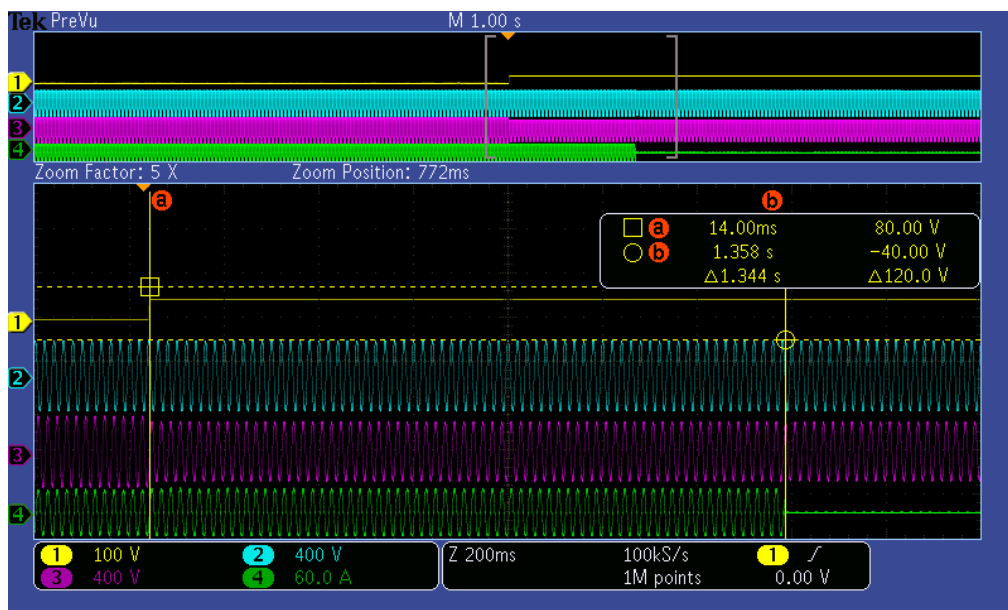 Tek PreVu M 1.00 s
1
2
3
4
Zoom Factor: 5 X Zoom Position: 772ms
a b
a 14.00ms 80.00 V
b 1.358 s -40.00 V
Δ1.344 s Δ120.0 V
1
2
3
4
1 100 V 2 400 V Z 200ms 100kS/s 1 ƒ
3 400 V 4 60.0 A 1M points 0.00 V